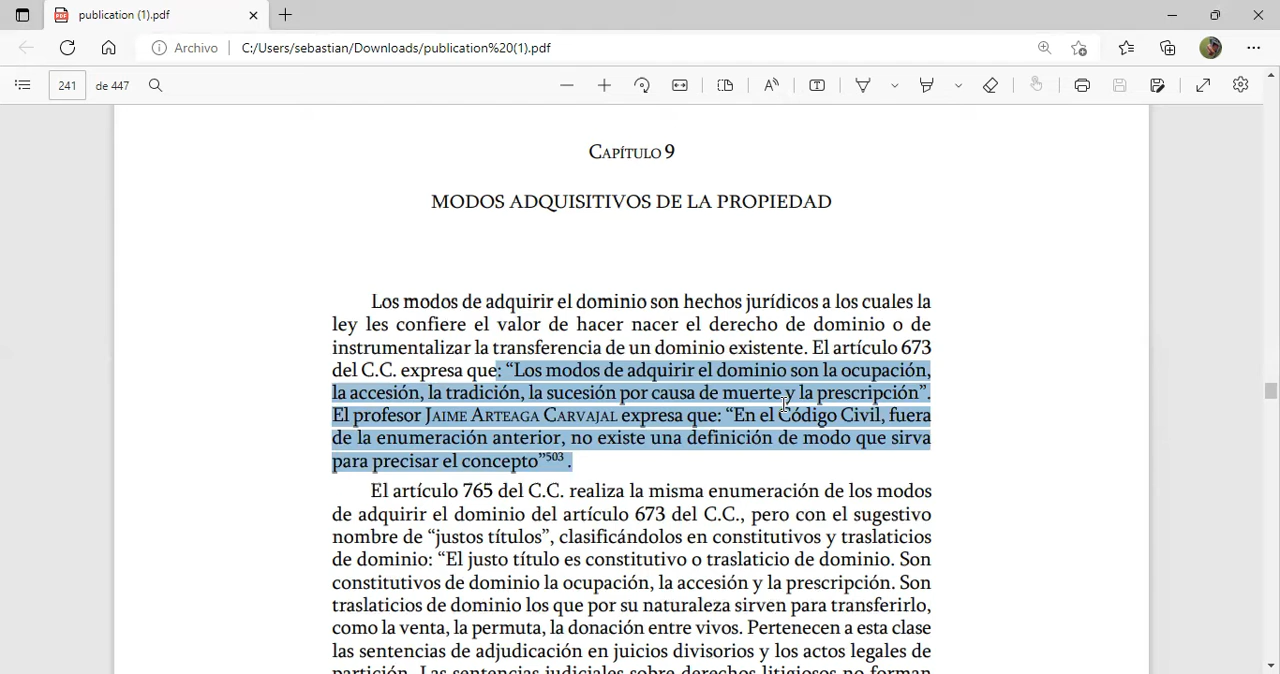 publication (1).pdf
Archivo C:/Users/sebastian/Downloads/publication%20(1).pdf
241 de 447
CAPÍTULO 9
MODOS ADQUISITIVOS DE LA PROPIEDAD
Los modos de adquirir el dominio son hechos jurídicos a los cuales la
ley les confiere el valor de hacer nacer el derecho de dominio o de
instrumentalizar la transferencia de un dominio existente. El artículo 673
del C.C. expresa que: “Los modos de adquirir el dominio son la ocupación,
la accesión, la tradición, la sucesión por causa de muerte y la prescripción”.
El profesor JAIME ARTEAGA CARVAJAL expresa que: “En el Código Civil, fuera
de la enumeración anterior, no existe una definición de modo que sirva
para precisar el concepto”503 .
El artículo 765 del C.C. realiza la misma enumeración de los modos
de adquirir el dominio del artículo 673 del C.C., pero con el sugestivo
nombre de “justos títulos”, clasificándolos en constitutivos y traslaticios
de dominio: “El justo título es constitutivo o traslaticio de dominio. Son
constitutivos de dominio la ocupación, la accesión y la prescripción. Son
traslaticios de dominio los que por su naturaleza sirven para transferirlo,
como la venta, la permuta, la donación entre vivos. Pertenecen a esta clase
las sentencias de adjudicación en juicios divisorios y los actos legales de
partición. Las sentencias judiciales sobre derechos litigiosos no forman